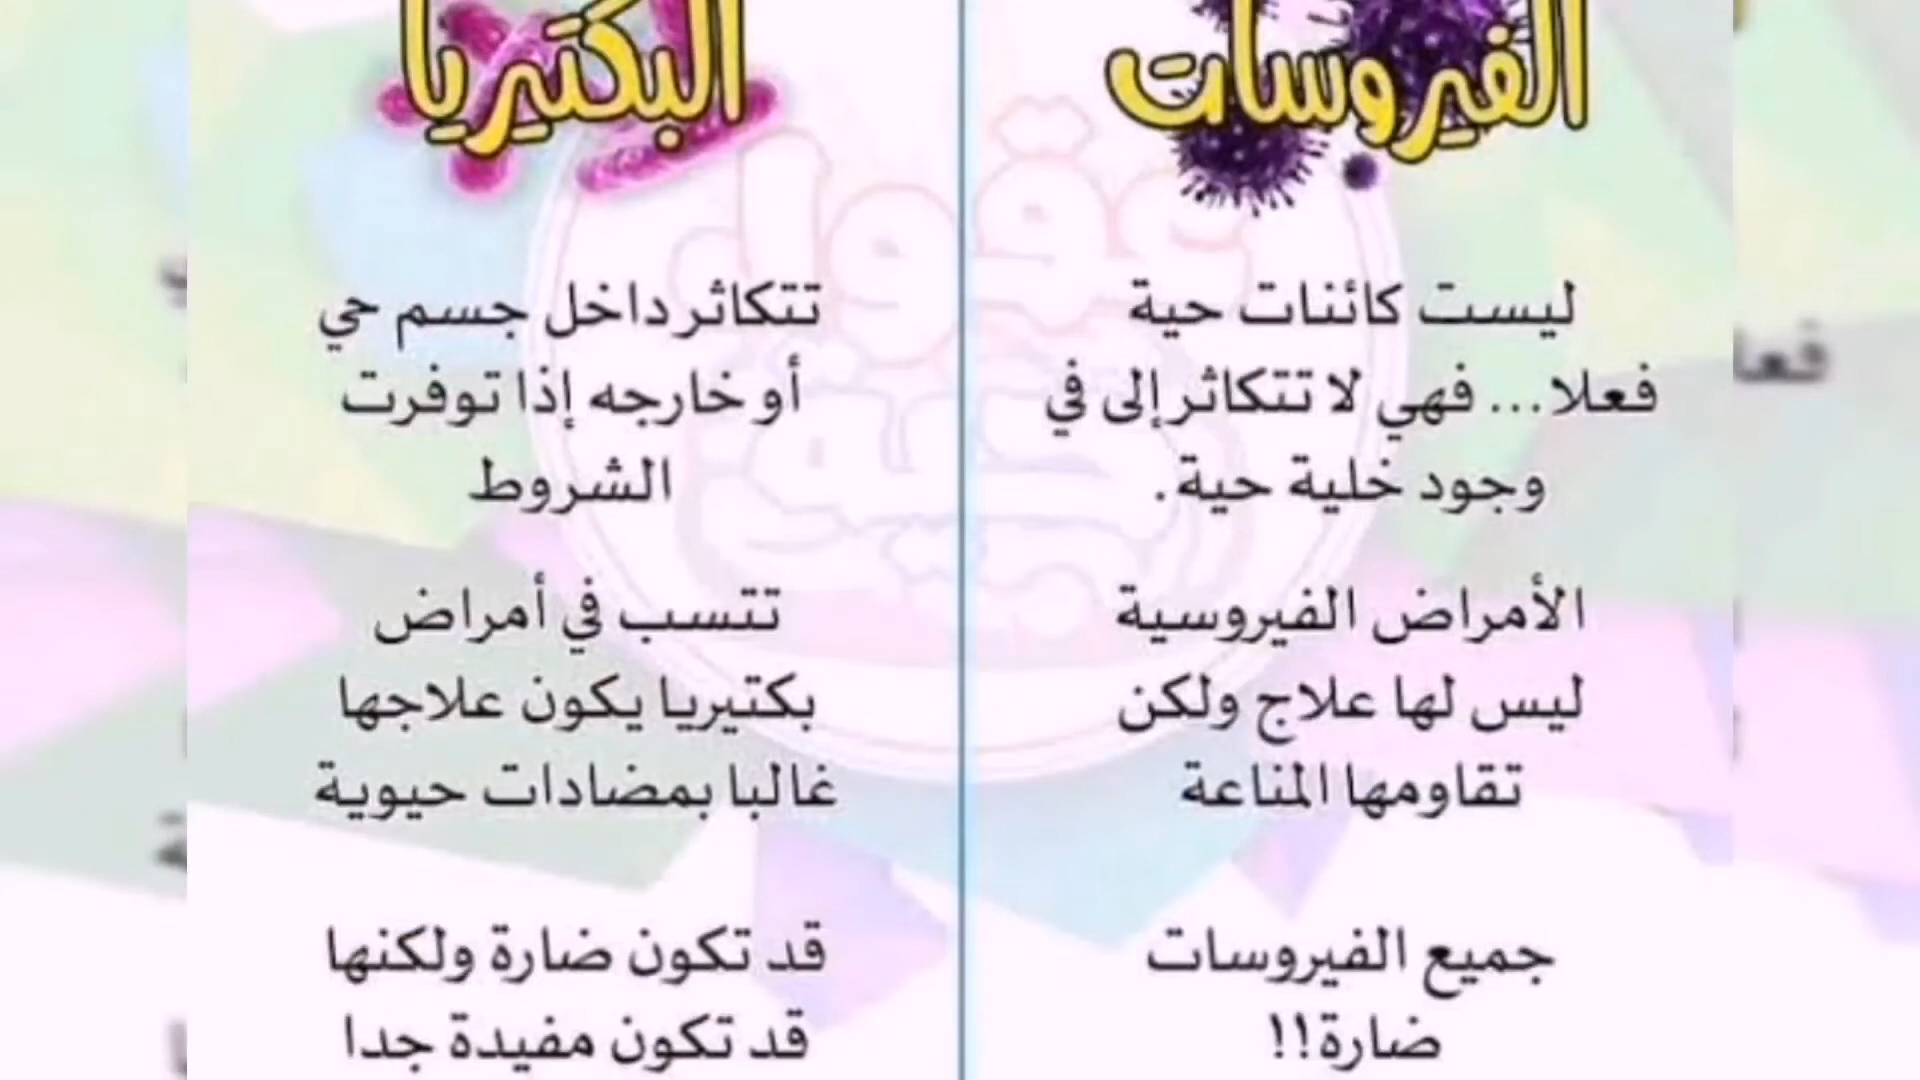 الفيروسات
ليست كائنات حية
فعلا... فهي لا تتكاثر إلى في
وجود خلية حية.
الأمراض الفيروسية
ليس لها علاج ولكن
تقاومها المناعة
جميع الفيروسات
ضارة!!
البكتيريا
تتكاثر داخل جسم حي
أو خارجه إذا توفرت
الشروط
تتسب في أمراض
بكتيريا يكون علاجها
غالبا بمضادات حيوية
قد تكون ضارة ولكنها
قد تكون مفيدة جدا